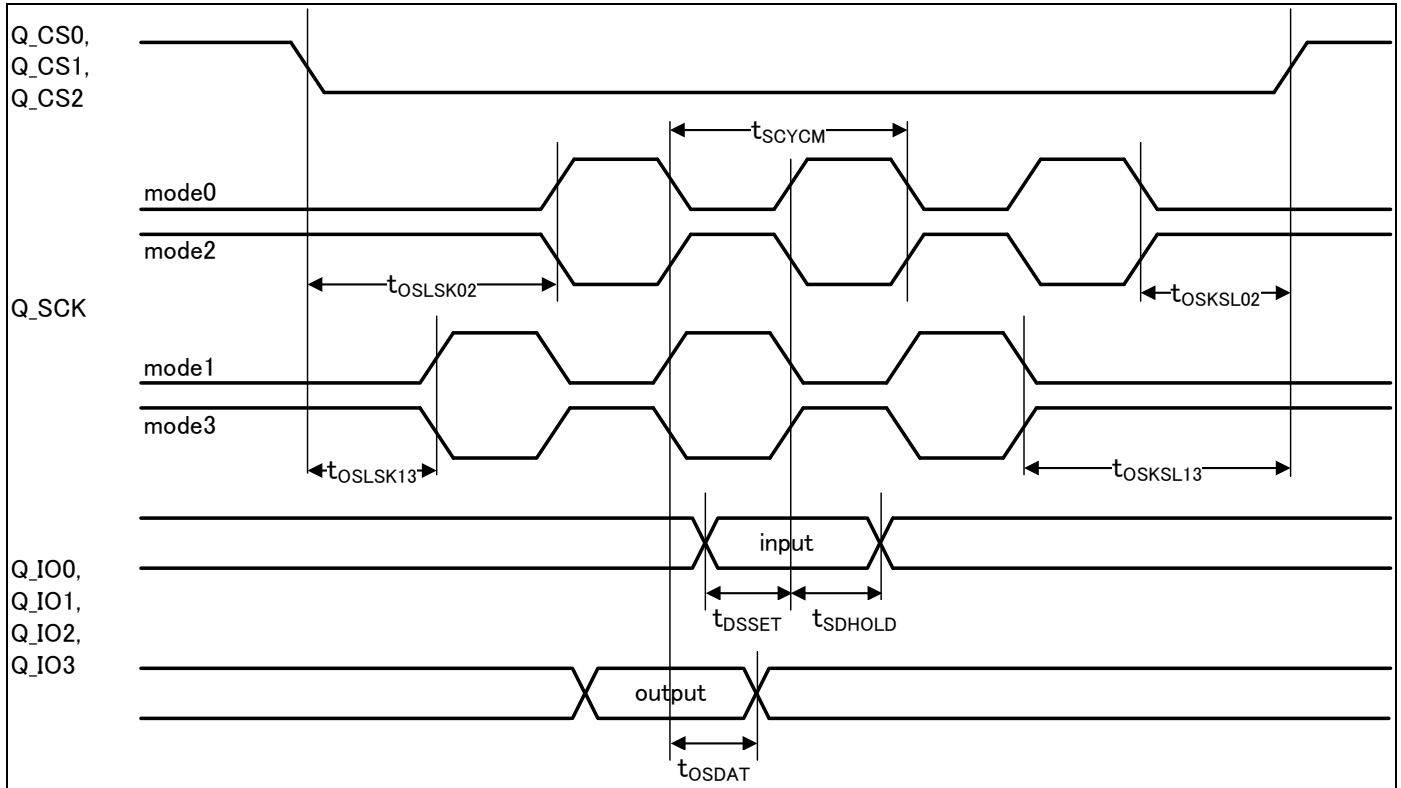 Q_CS0,
Q_CS1,
Q_CS2
tSCYCM
mode0
mode2
tOSLSK02
tOSKSL02
Q_SCK
mode1
mode3
tOSLSK13
tOSKSL13
input
Q_IO0,
Q_IO1,
Q_IO2,
Q_IO3
tDSSET
tSDHOLD
output
tOSDAT